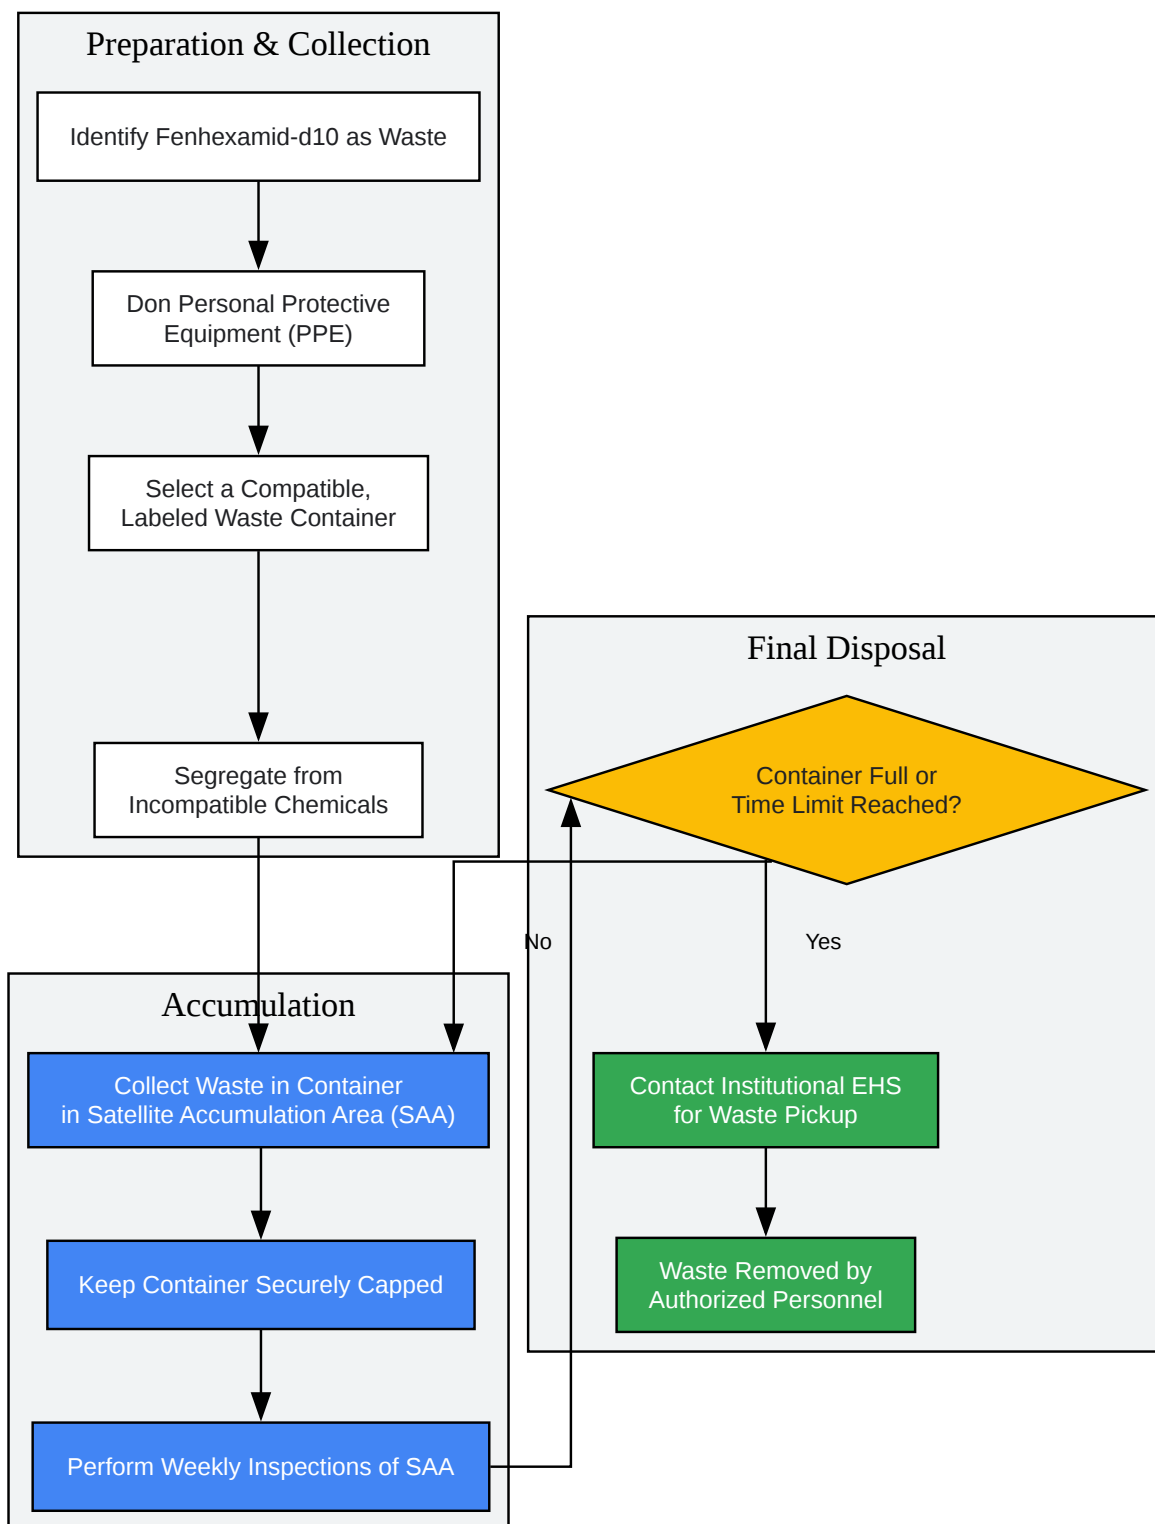 Preparation & Collection
Identify Fenhexamid-d10 as Waste
Don Personal Protective
Equipment (PPE)
Select a Compatible,
Labeled Waste Container
Segregate from
Incompatible Chemicals
Final Disposal
Container Full or
Time Limit Reached?
No
Yes
Accumulation
Collect Waste in Container
in Satellite Accumulation Area (SAA)
Keep Container Securely Capped
Perform Weekly Inspections of SAA
Contact Institutional EHS
for Waste Pickup
Waste Removed by
Authorized Personnel